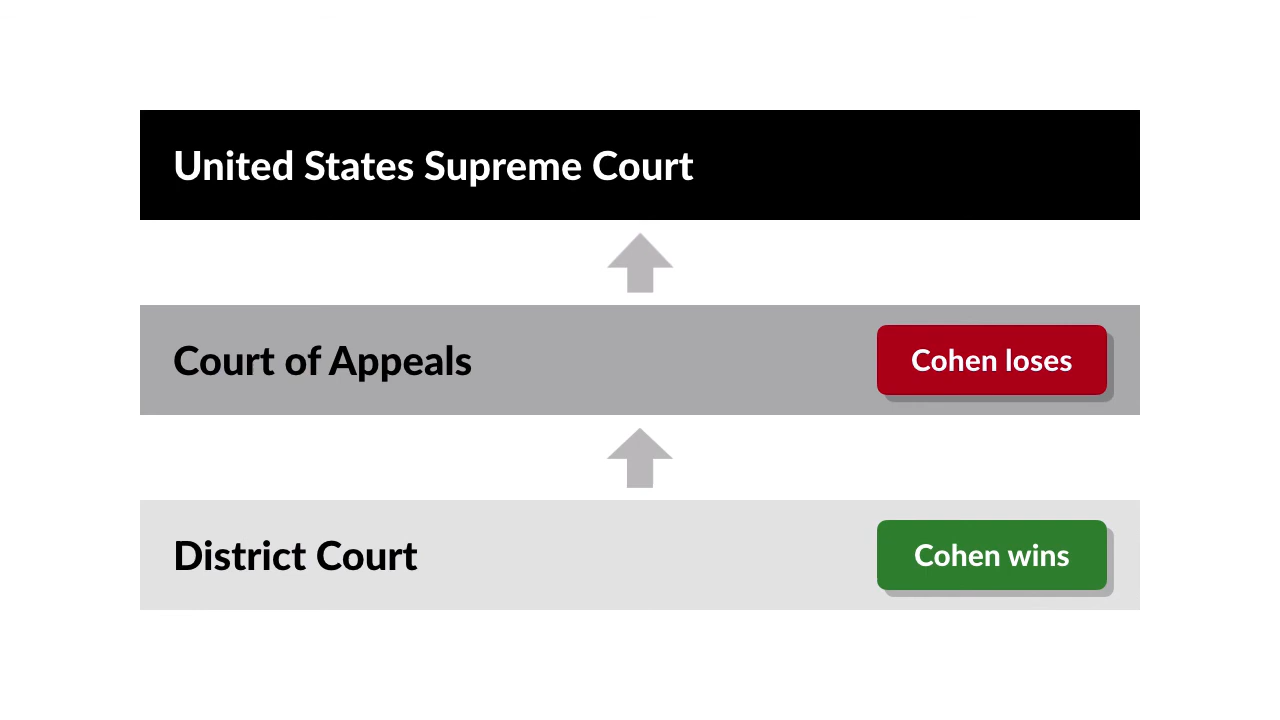 United States Supreme Court
Court of Appeals
Cohen loses
District Court
Cohen wins